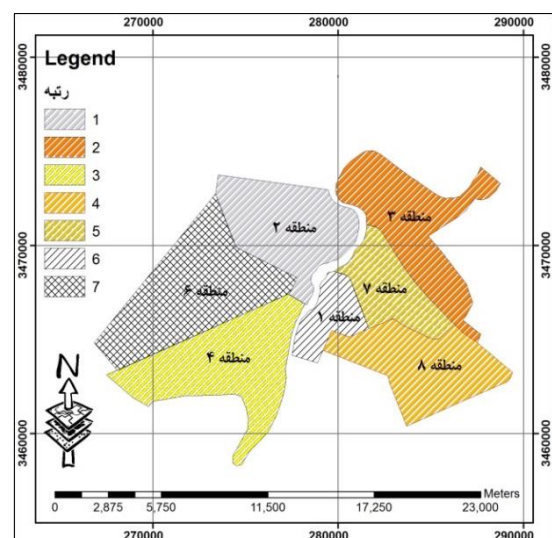 270000 280000 290000
3480000 3480000
Legend
رتبه
1
2
3
4
5
6
7
3470000 3470000
منطقه ۳
منطقه ۲
منطقه ۷
منطقه ۶
منطقه ۱
منطقه ۴
منطقه ۸
N
3460000 3460000
Meters
0 2,875 5,750 11,500 17,250 23,000
270000 280000 290000